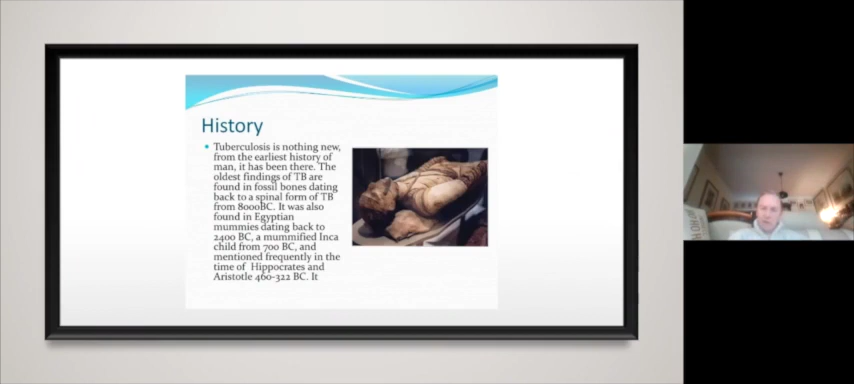 History
Tuberculosis is nothing new,
from the earliest history of
man, it has been there. The
oldest findings of TB are
found in fossil bones dating
back to a spinal form of TB
from 8000BC. It was also
found in Egyptian
mummies dating back to
2400 BC, a mummified Inca
child from 700 BC, and
mentioned frequently in the
time of Hippocrates and
Aristotle 460-322 BC. It